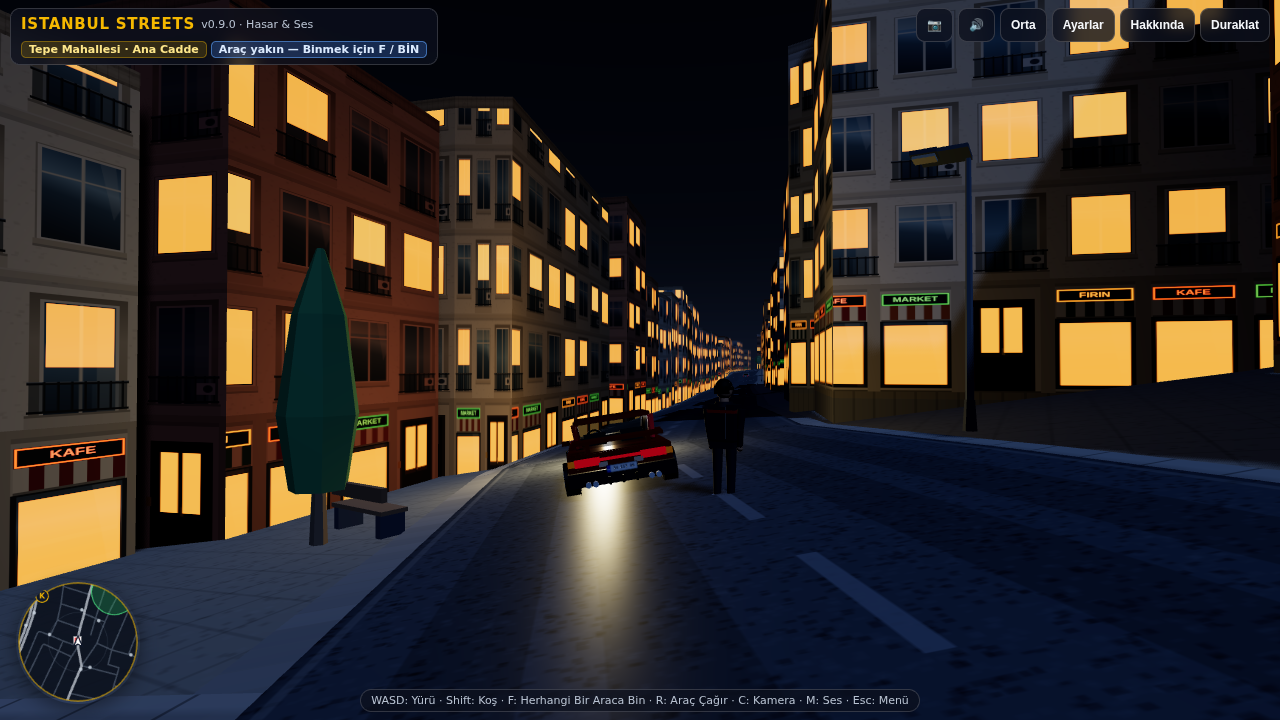 ISTANBUL STREETS v0.9.0 · Hasar & Ses
Tepe Mahallesi · Ana Cadde
Araç yakın — Binmek için F / BİN
Orta
Ayarlar
Hakkında
Duraklat
MARKET
FIRIN
KAFE
KAFE
MARKET
MARKET
K
WASD: Yürü · Shift: Koş · F: Herhangi Bir Araca Bin · R: Araç Çağır · C: Kamera · M: Ses · Esc: Menü